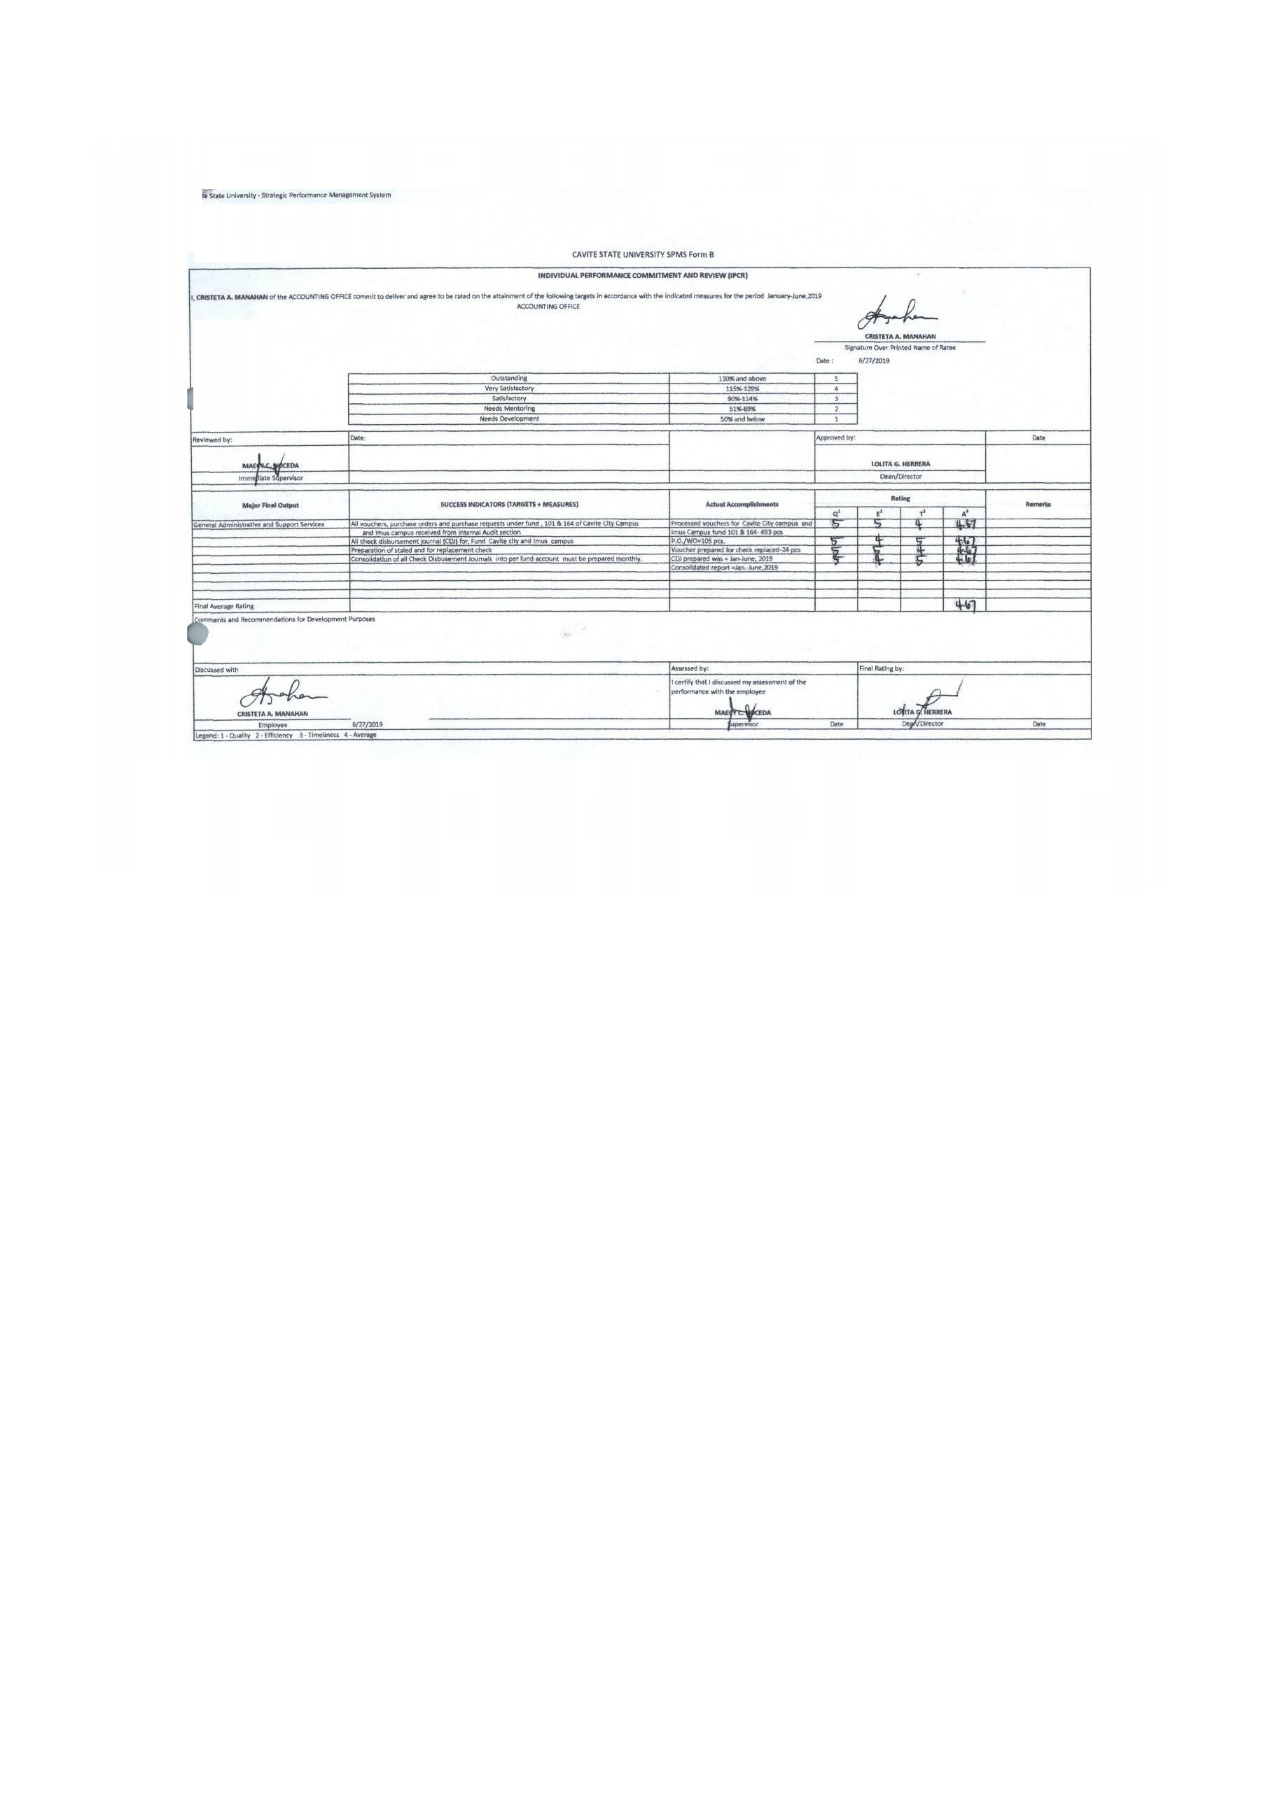 te State University - Strategic Performance Management System
CAVITE STATE UNIVERSITY SPMS Form B
INDIVIDUAL PERFORMANCE COMMITMENT AND REVIEW (IPCR)
I, CRISTETA A. MANAHAN of the ACCOUNTING OFFICE commit to deliver and agree to be rated on the attainment of the following targets in accordance with the indicated measures for the period January-June,2019
ACCOUNTING OFFICE
CRISTETA A. MANAHAN
Signature Over Printed Name of Ratee
Date : 6/27/2019
Outstanding 130% and above 5
Very Satisfactory 115%-129% 4
Satisfactory 90%-114% 3
Needs Mentoring 51%-89% 2
Needs Development 50% and below 1
Reviewed by: Date: Approved by: Date
LOLITA G. HERRERA
Immediate Supervisor Dean/Director
Major Final Output SUCCESS INDICATORS (TARGETS + MEASURES) Actual Accomplishments Rating Remarks
Q¹ E² T³ A⁴
General Administrative and Support Services All vouchers, purchase orders and purchase requests under fund , 101 & 164 of Cavite City Campus Processed vouchers for Cavite City campus and 5 5 4 4.67
and Imus campus received from Internal Audit section Imus Campus fund 101 & 164- 493 pcs
All check disbursement journal (CDJ) for, Fund Cavite city and Imus campus P.O./WO=105 pcs. 5 4 5 4.67
Preparation of staled and for replacement check Voucher prepared for check replaced-24 pcs 5 5 4 4.67
Consolidation of all Check Disbusement Journals into per fund account must be prepared monthly. CDJ prepared was = Jan-June, 2019 5 4 5 4.67
Consolidated report =Jan.-June,2019
Final Average Rating 4.67
Comments and Recommendations for Development Purposes
Discussed with Assessed by: Final Rating by:
I certify that I discussed my assessment of the
performance with the employee
CRISTETA A. MANAHAN LOLITA G. HERRERA
Employee 6/27/2019 Supervisor Date Dean/Director Date
Legend: 1 - Quality 2 - Efficiency 3 - Timeliness 4 - Average